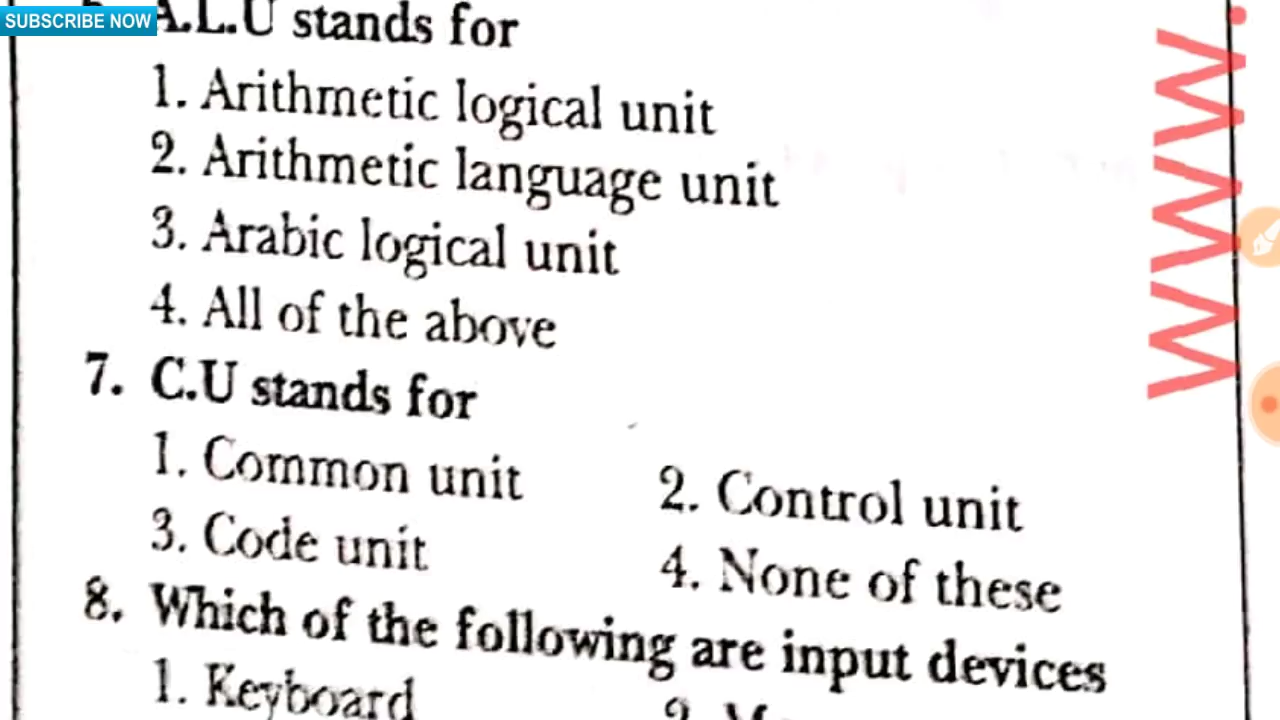 SUBSCRIBE NOW
A.L.U stands for
1. Arithmetic logical unit
2. Arithmetic language unit
3. Arabic logical unit
4. All of the above
7. C.U stands for
1. Common unit 2. Control unit
3. Code unit 4. None of these
8. Which of the following are input devices
1. Keyboard
WWW.